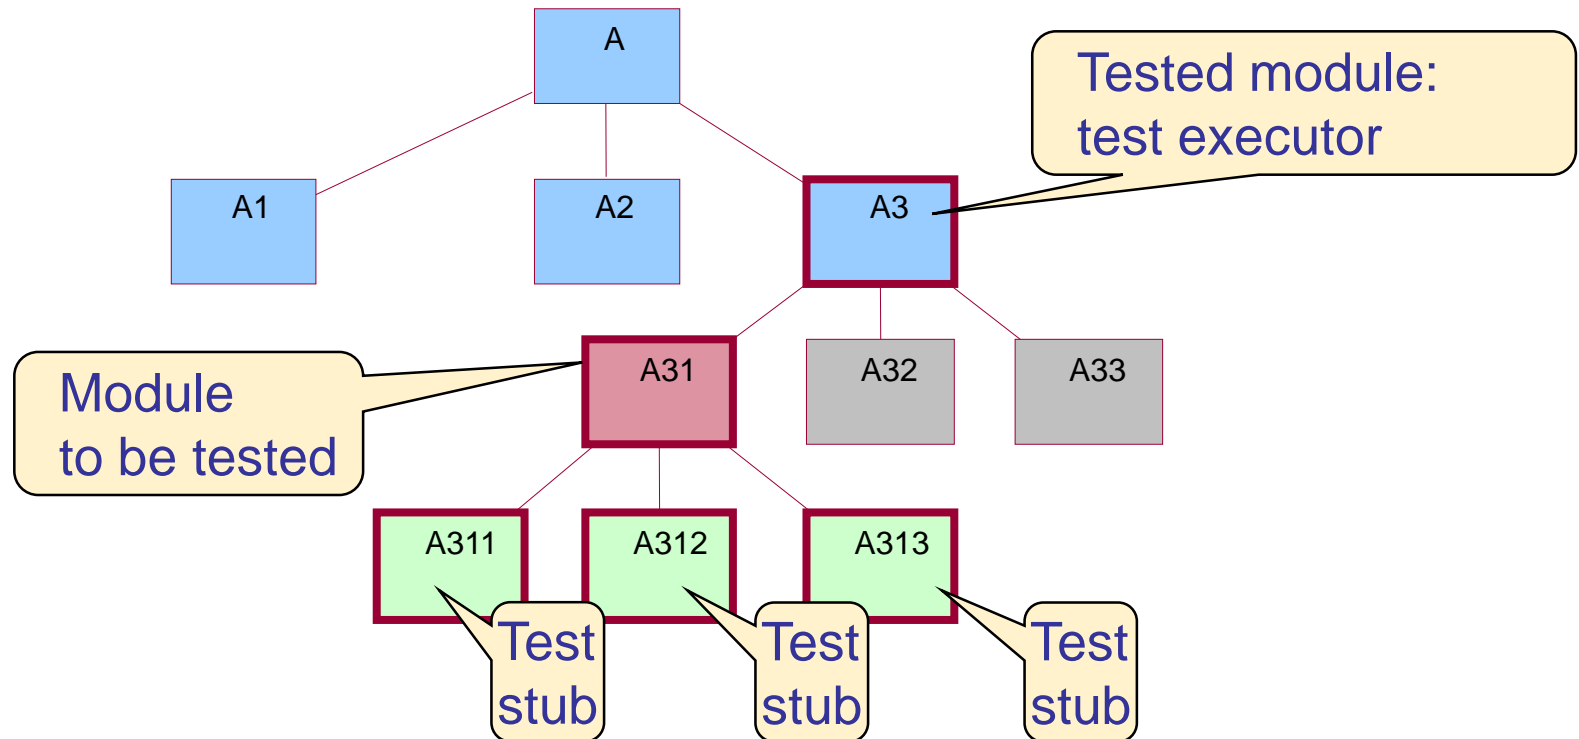 A
Tested module:
test executor
A1
A2
A3
Module
to be tested
A31
A32
A33
A311
A312
A313
Test
stub
Test
stub
Test
stub